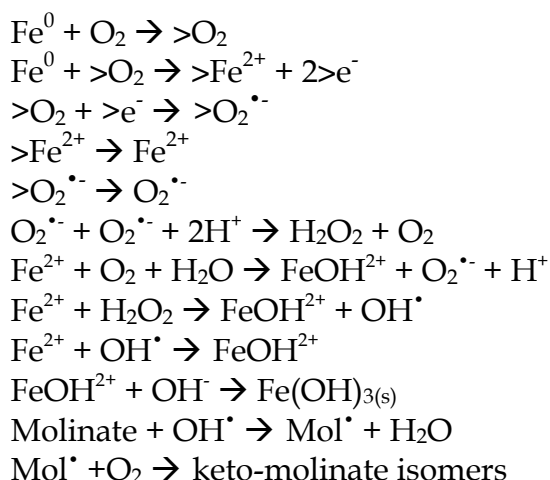 Fe⁰ + O₂ → >O₂
Fe⁰ + >O₂ → >Fe²⁺ + 2>e⁻
>O₂ + >e⁻ → >O₂•⁻
>Fe²⁺ → Fe²⁺
>O₂•⁻ → O₂•⁻
O₂•⁻ + O₂•⁻ + 2H⁺ → H₂O₂ + O₂
Fe²⁺ + O₂ + H₂O → FeOH²⁺ + O₂•⁻ + H⁺
Fe²⁺ + H₂O₂ → FeOH²⁺ + OH•
Fe²⁺ + OH• → FeOH²⁺
FeOH²⁺ + OH⁻ → Fe(OH)₃₍ₛ₎
Molinate + OH• → Mol• + H₂O
Mol• +O₂ → keto-molinate isomers